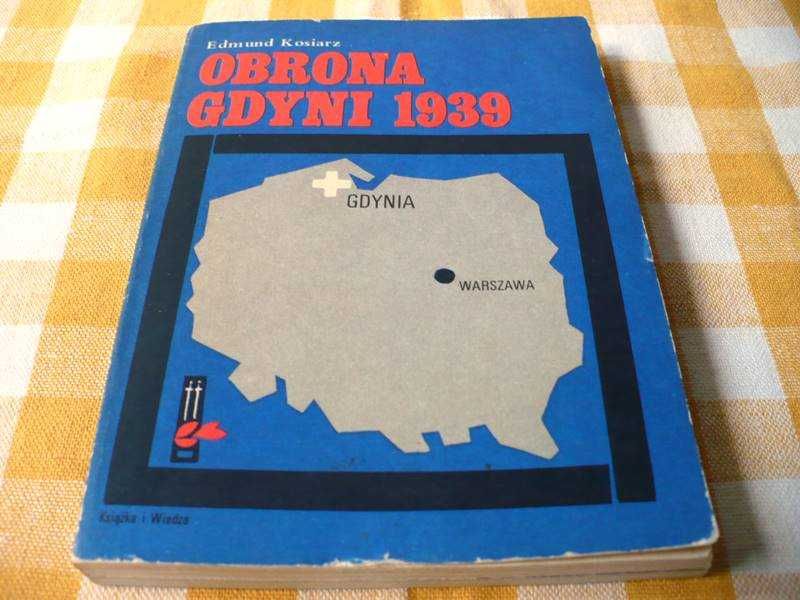 Edmund Kosiarz
OBRONA
GDYNI 1939
GDYNIA
WARSZAWA
Książka i Wiedza